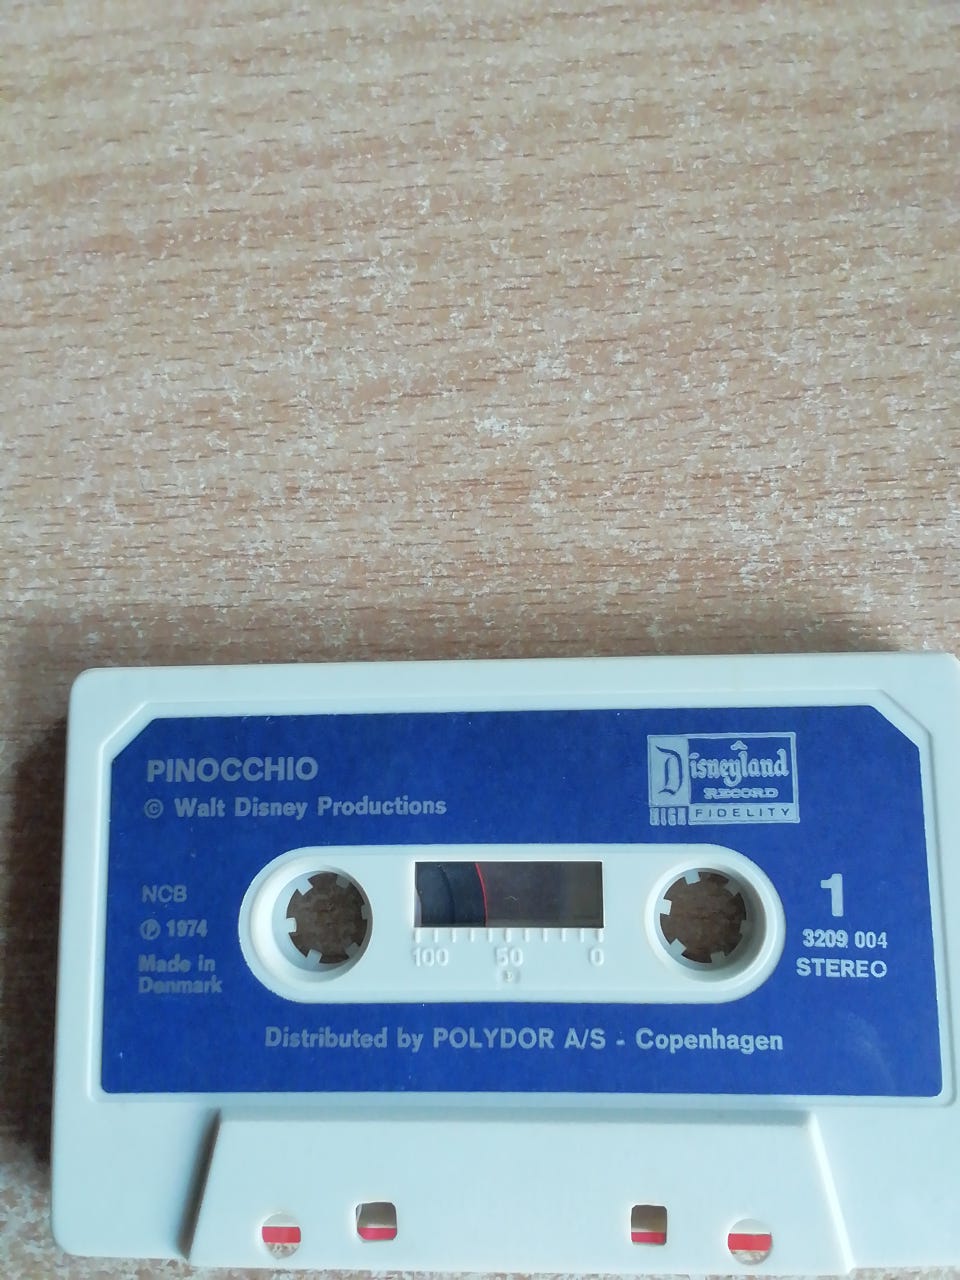 PINOCCHIO
© Walt Disney Productions
Disneyland
RECORD
HIGH FIDELITY
NCB
℗ 1974
Made in
Denmark
1
3209 004
STEREO
100 50 0
Distributed by POLYDOR A/S - Copenhagen